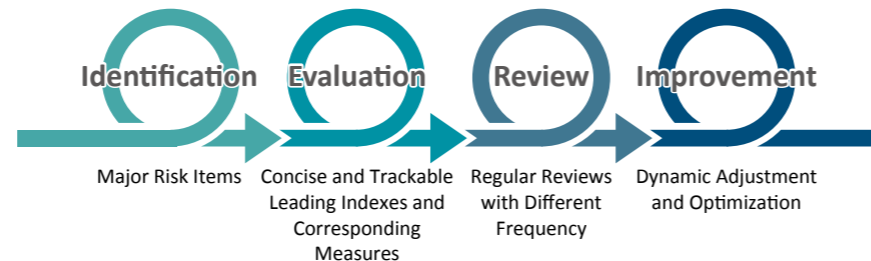 Identification
Evaluation
Review
Improvement
Major Risk Items
Concise and Trackable
Leading Indexes and
Corresponding
Measures
Regular Reviews
with Different
Frequency
Dynamic Adjustment
and Optimization